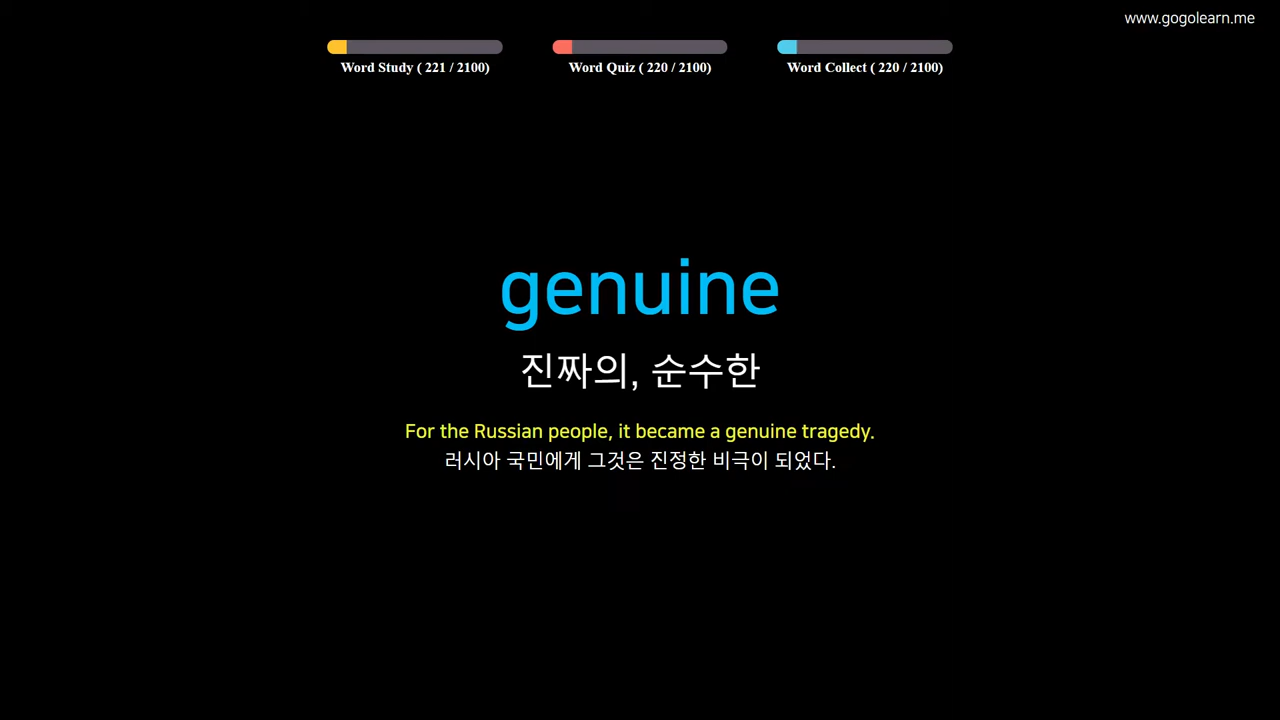 www.gogolearn.me
Word Study ( 221 / 2100)
Word Quiz ( 220 / 2100)
Word Collect ( 220 / 2100)
genuine
진짜의, 순수한
For the Russian people, it became a genuine tragedy.
러시아 국민에게 그것은 진정한 비극이 되었다.